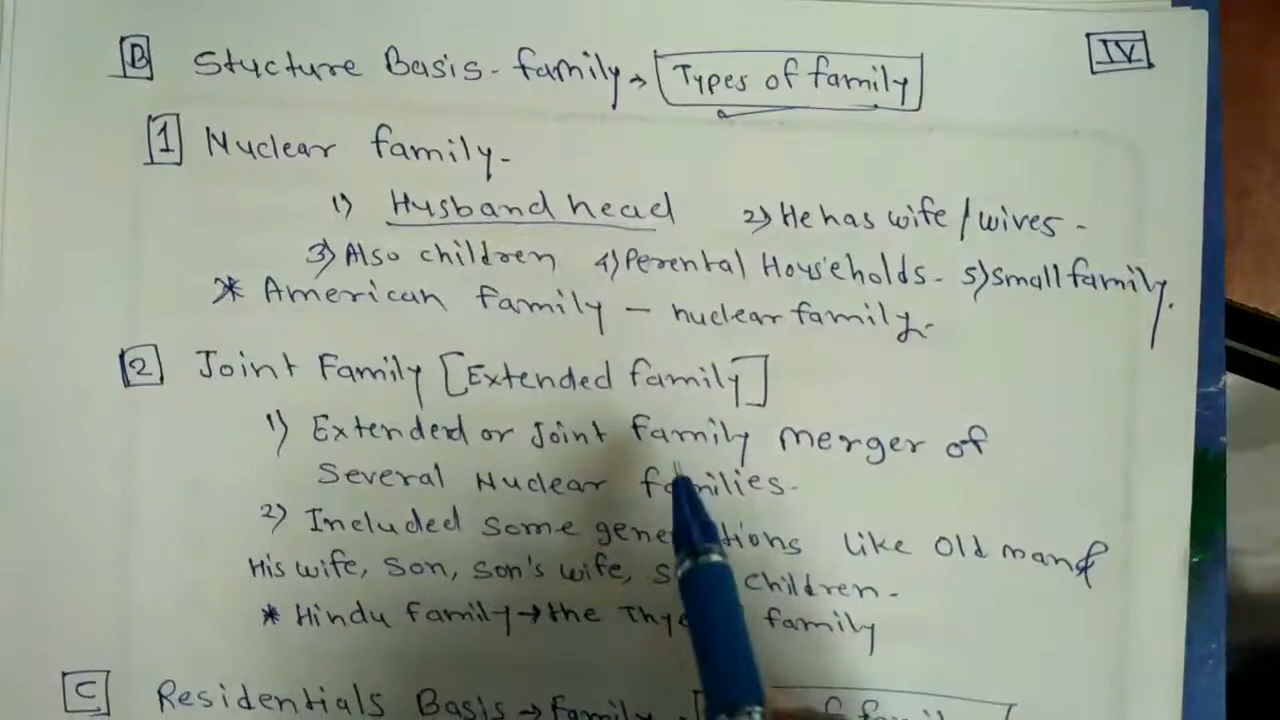 B Structure Basis - family → Types of family
IV
1 Nuclear family -
1) Husband head 2) He has wife / wives -
3) Also children 4) Perental Households - 5) Small family.
* American family - nuclear family -
2 Joint Family [Extended family]
1) Extended or Joint family merger of
Several Nuclear families -
2) Included some generations like old man &
His wife, son, son's wife, children -
* Hindu family → the family
C Residentials Basis → family